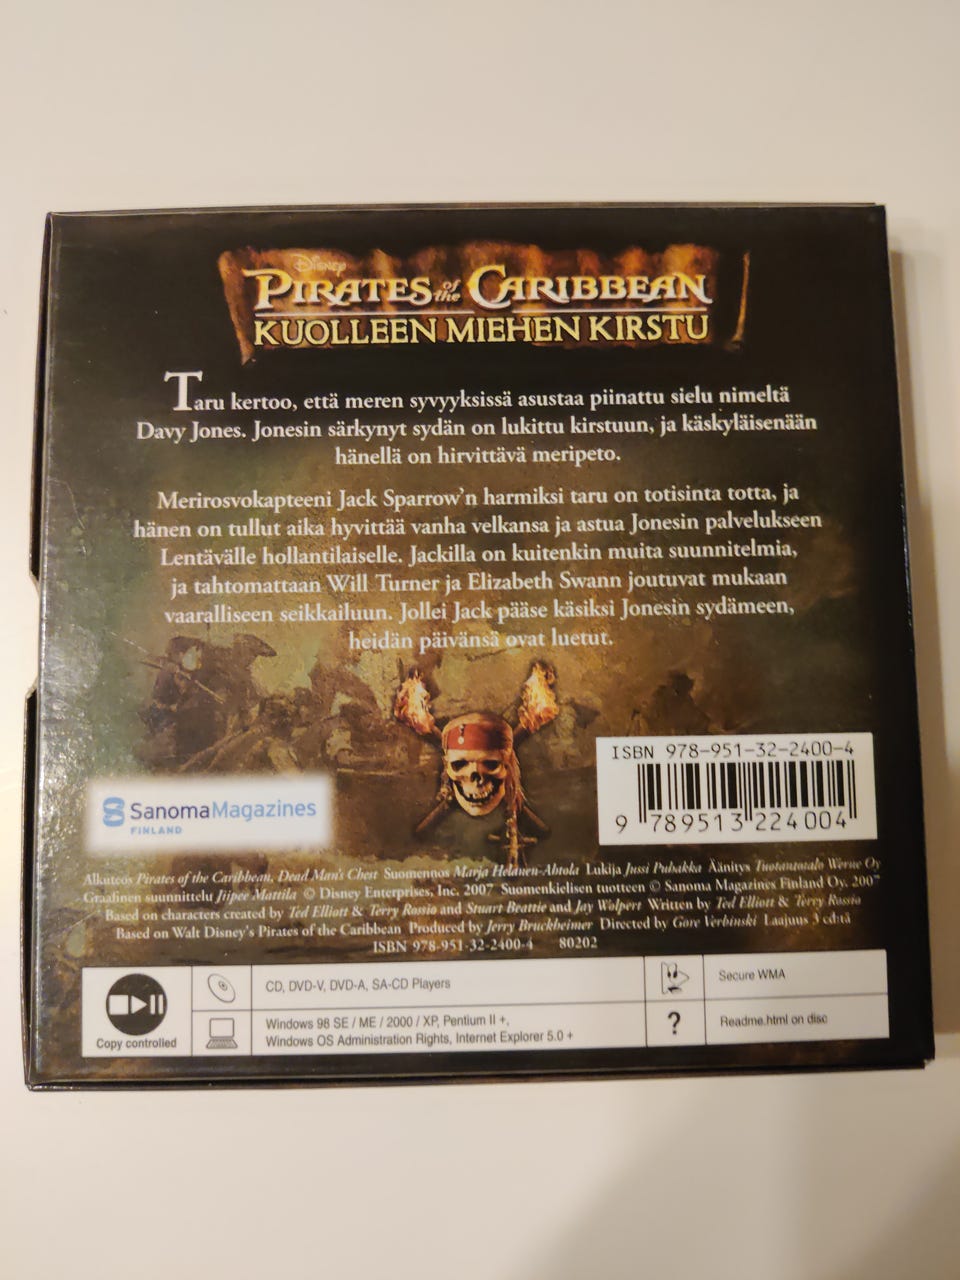 Disney
PIRATES of the CARIBBEAN
KUOLLEEN MIEHEN KIRSTU
Taru kertoo, että meren syvyyksissä asustaa piinattu sielu nimeltä
Davy Jones. Jonesin särkynyt sydän on lukittu kirstuun, ja käskyläisenään
hänellä on hirvittävä meripeto.
Merirosvokapteeni Jack Sparrow'n harmiksi taru on totisinta totta, ja
hänen on tullut aika hyvittää vanha velkansa ja astua Jonesin palvelukseen
Lentävälle hollantilaiselle. Jackilla on kuitenkin muita suunnitelmia,
ja tahtomattaan Will Turner ja Elizabeth Swann joutuvat mukaan
vaaralliseen seikkailuun. Jollei Jack pääse käsiksi Jonesin sydämeen,
heidän päivänsä ovat luetut.
ISBN 978-951-32-2400-4
9 789513 224004
SanomaMagazines
FINLAND
Alkuteos Pirates of the Caribbean, Dead Man's Chest Suomennos Marja Helanen-Ahtola Lukija Jussi Puhakka Äänitys Tuotantotalo Werne Oy
Graafinen suunnittelu Jiipee Mattila © Disney Enterprises, Inc. 2007 Suomenkielisen tuotteen © Sanoma Magazines Finland Oy. 2007
Based on characters created by Ted Elliott & Terry Rossio and Stuart Beattie and Jay Wolpert Written by Ted Elliott & Terry Rossio
Based on Walt Disney's Pirates of the Caribbean Produced by Jerry Bruckheimer Directed by Gore Verbinski Laajuus 3 cd:tä
ISBN 978-951-32-2400-4 80202
Copy controlled
CD, DVD-V, DVD-A, SA-CD Players
Secure WMA
Windows 98 SE / ME / 2000 / XP, Pentium II +,
Windows OS Administration Rights, Internet Explorer 5.0 +
?
Readme.html on disc